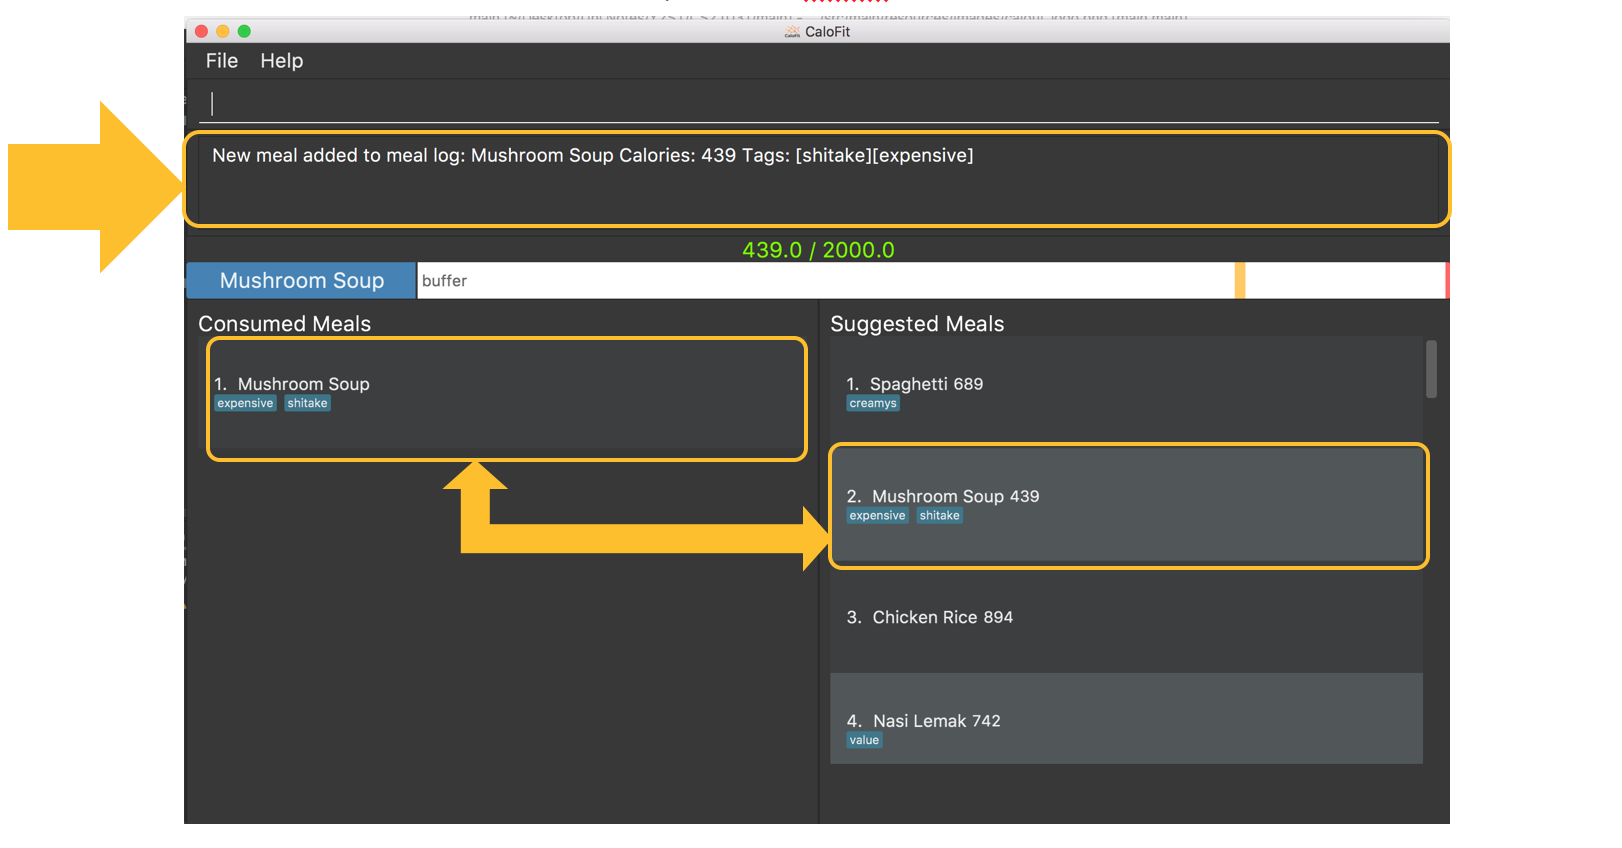 CaloFit
File Help
New meal added to meal log: Mushroom Soup Calories: 439 Tags: [shitake][expensive]
439.0 / 2000.0
Mushroom Soup buffer
Consumed Meals
1. Mushroom Soup
expensive shitake
Suggested Meals
1. Spaghetti 689
creamys
2. Mushroom Soup 439
expensive shitake
3. Chicken Rice 894
4. Nasi Lemak 742
value